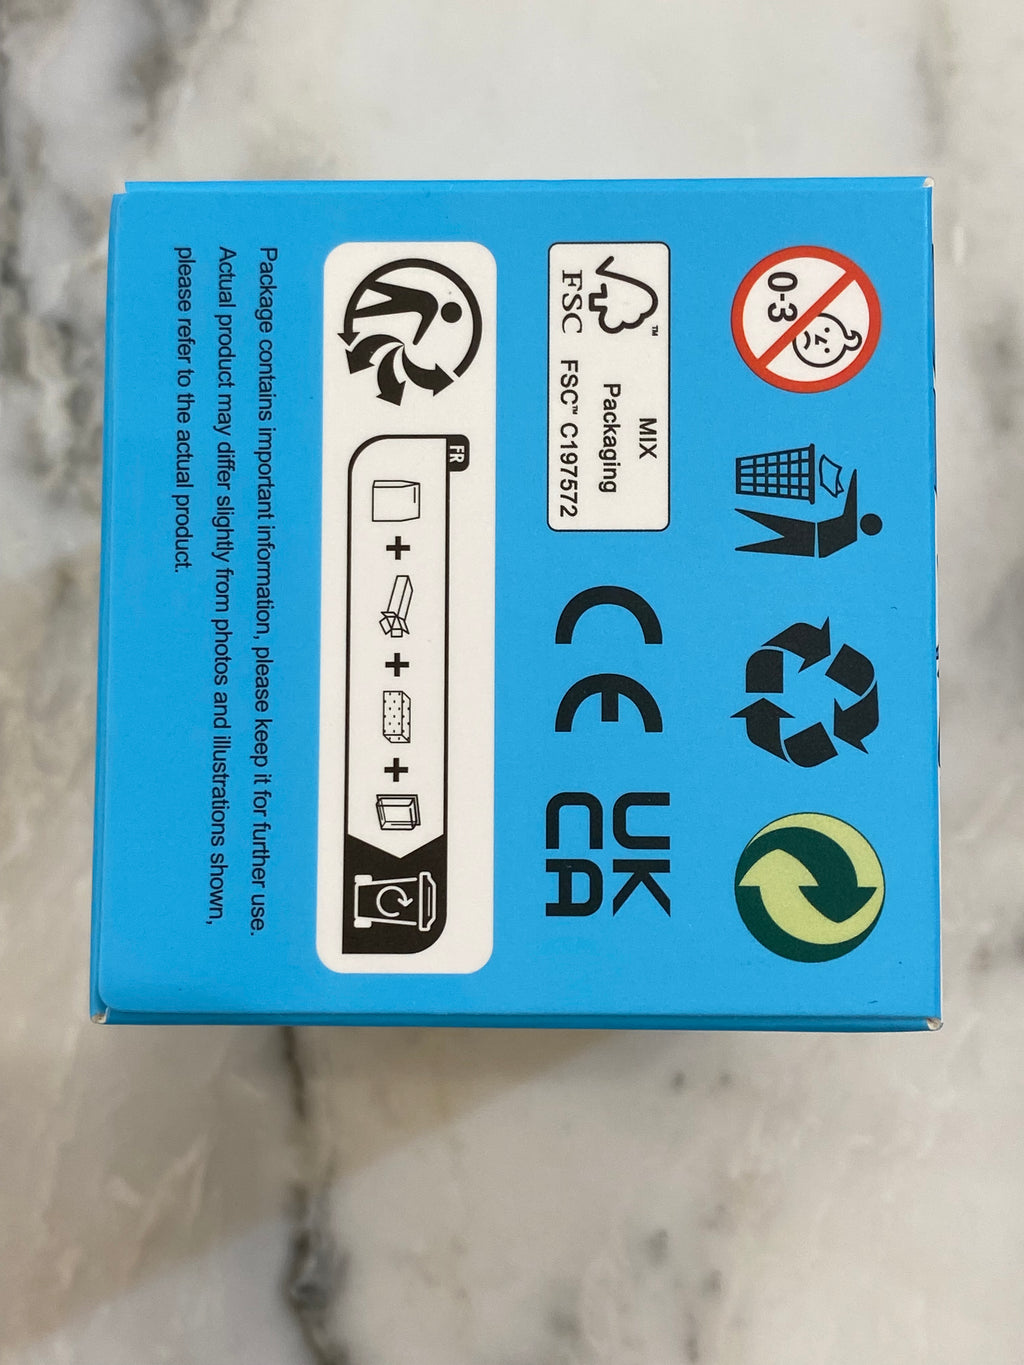 0-3
FSC™
MIX
Packaging
FSC™ C197572
CE
UK
CA
FR
Package contains important information, please keep it for further use.
Actual product may differ slightly from photos and illustrations shown,
please refer to the actual product.